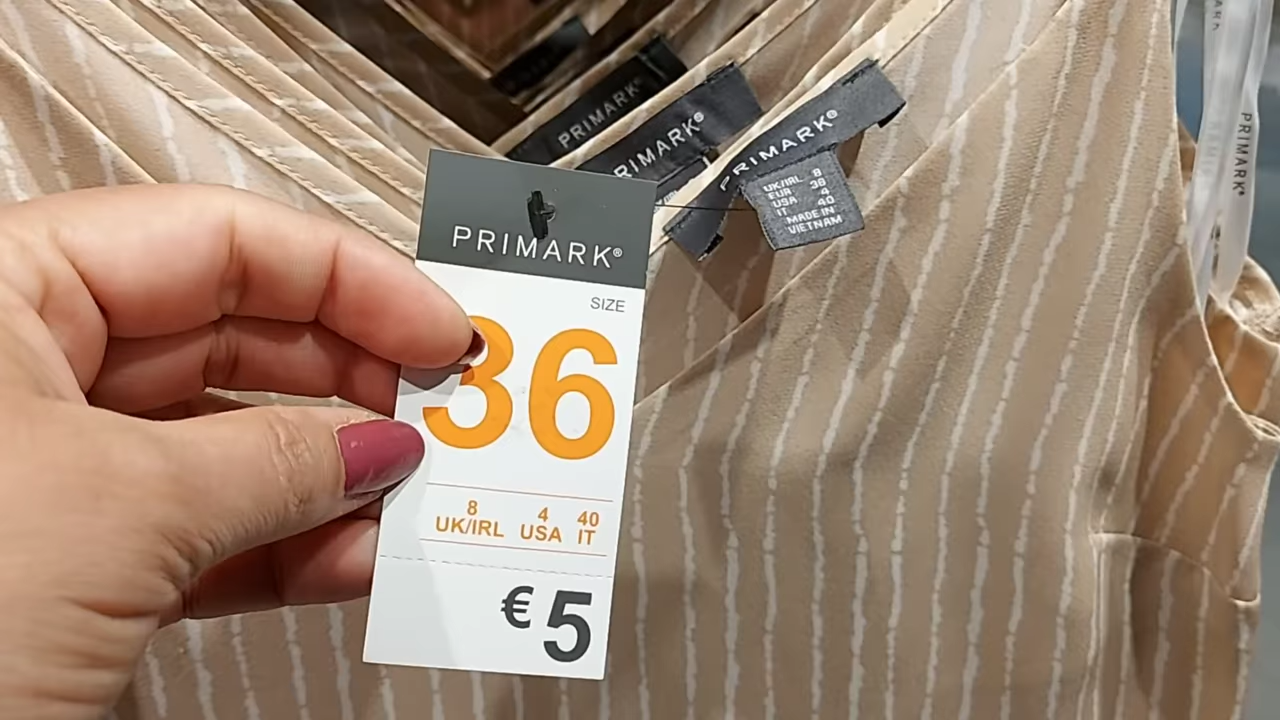 PRIMARK®
PRIMARK®
PRIMARK®
UK/IRL 8
EUR 36
USA 4
IT 40
MADE IN
VIETNAM
PRIMARK®
PRIMARK®
SIZE
36
8 4 40
UK/IRL USA IT
€5